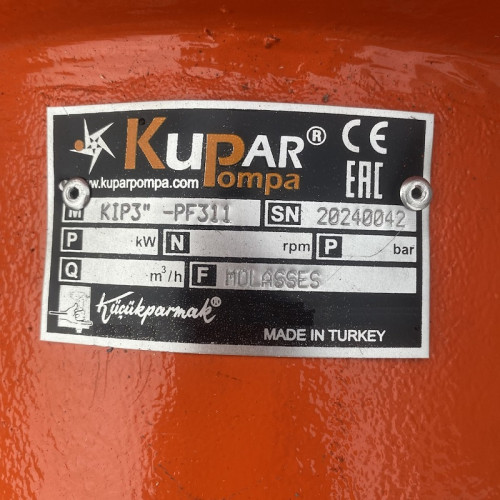 KUPAR® CE
Pompa EAC
www.kuparpompa.com
M KIP3" -PF311 SN 20240042
P kW N rpm P bar
Q m³/h F MOLASSES
Küçükparmak®
MADE IN TURKEY